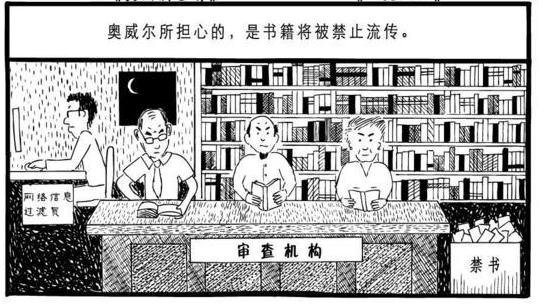 奥威尔所担心的，是书籍将被禁止流传。
网络信息
过滤员
审查机构
禁书